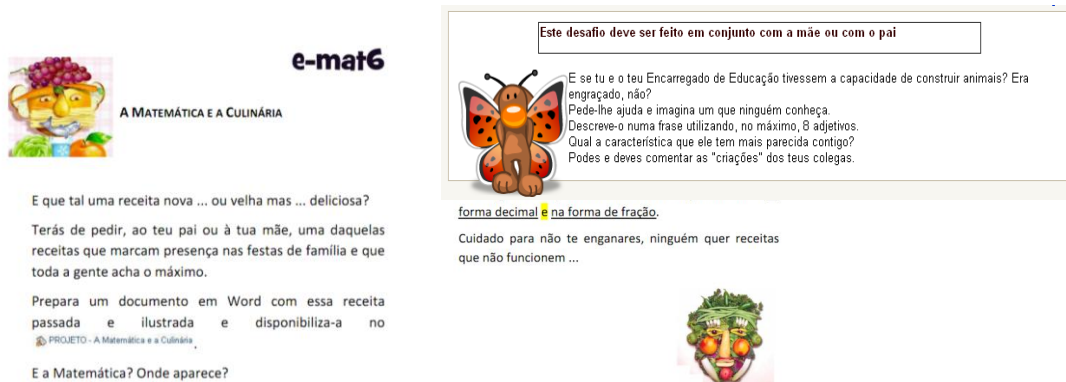 e-mat6
A MATEMÁTICA E A CULINÁRIA
E que tal uma receita nova ... ou velha mas ... deliciosa?
Terás de pedir, ao teu pai ou à tua mãe, uma daquelas
receitas que marcam presença nas festas de família e que
toda a gente acha o máximo.
Prepara um documento em Word com essa receita
passada e ilustrada e disponibiliza-a no
PROJETO - A Matemática e a Culinária .
E a Matemática? Onde aparece?
Este desafio deve ser feito em conjunto com a mãe ou com o pai
E se tu e o teu Encarregado de Educação tivessem a capacidade de construir animais? Era
engraçado, não?
Pede-lhe ajuda e imagina um que ninguém conheça.
Descreve-o numa frase utilizando, no máximo, 8 adjetivos.
Qual a característica que ele tem mais parecida contigo?
Podes e deves comentar as "criações" dos teus colegas.
forma decimal e na forma de fração.
Cuidado para não te enganares, ninguém quer receitas
que não funcionem ...